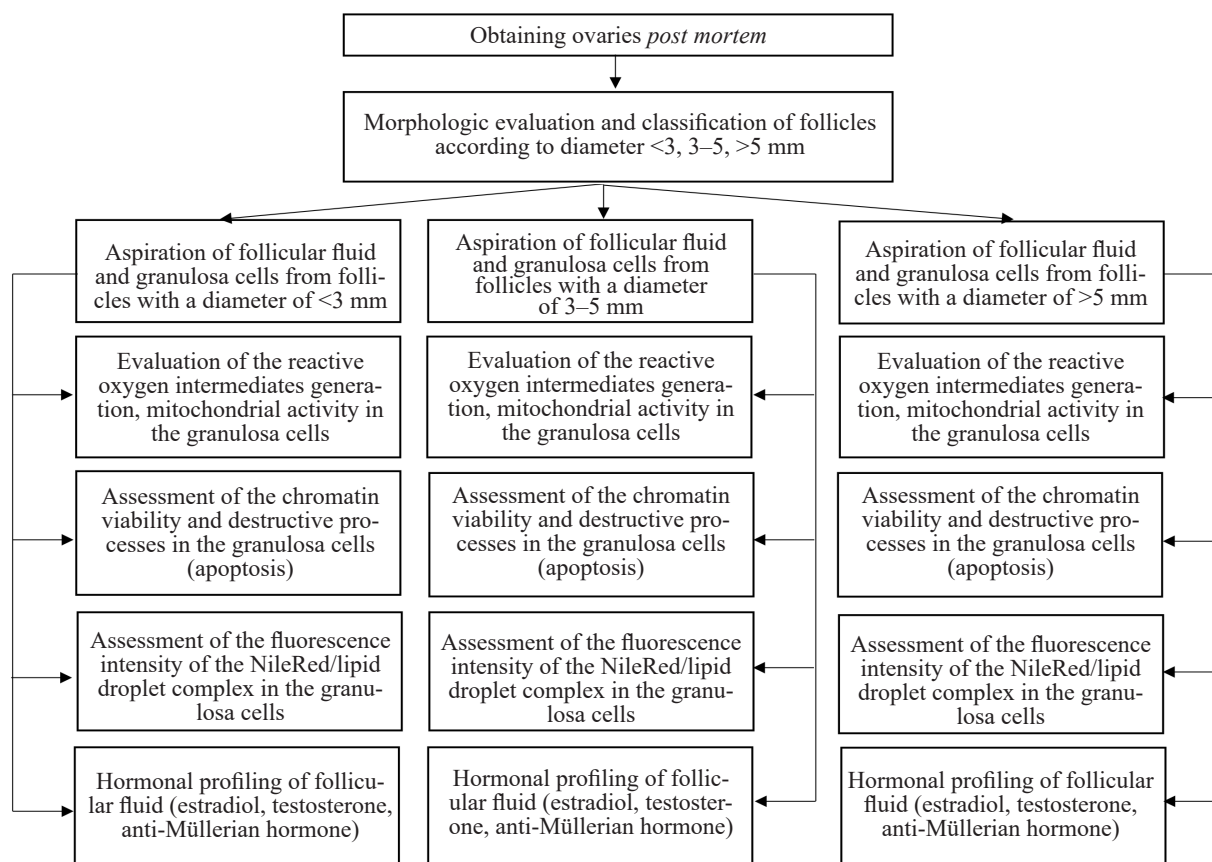 Obtaining ovaries post mortem
Morphologic evaluation and classification of follicles
according to diameter <3, 3–5, >5 mm
Aspiration of follicular fluid
and granulosa cells from folli-
cles with a diameter of <3 mm
Aspiration of follicular fluid
and granulosa cells from
follicles with a diameter
of 3–5 mm
Aspiration of follicular fluid
and granulosa cells from folli-
cles with a diameter of >5 mm
Evaluation of the reactive
oxygen intermediates genera-
tion, mitochondrial activity in
the granulosa cells
Evaluation of the reactive
oxygen intermediates genera-
tion, mitochondrial activity in
the granulosa cells
Evaluation of the reactive
oxygen intermediates genera-
tion, mitochondrial activity in
the granulosa cells
Assessment of the chromatin
viability and destructive pro-
cesses in the granulosa cells
(apoptosis)
Assessment of the chromatin
viability and destructive pro-
cesses in the granulosa cells
(apoptosis)
Assessment of the chromatin
viability and destructive pro-
cesses in the granulosa cells
(apoptosis)
Assessment of the fluorescence
intensity of the NileRed/lipid
droplet complex in the granu-
losa cells
Assessment of the fluorescence
intensity of the NileRed/lipid
droplet complex in the granu-
losa cells
Assessment of the fluorescence
intensity of the NileRed/lipid
droplet complex in the granu-
losa cells
Hormonal profiling of follicu-
lar fluid (estradiol, testosterone,
anti-Müllerian hormone)
Hormonal profiling of follic-
ular fluid (estradiol, testoster-
one, anti-Müllerian hormone)
Hormonal profiling of follicular
fluid (estradiol, testosterone,
anti-Müllerian hormone)